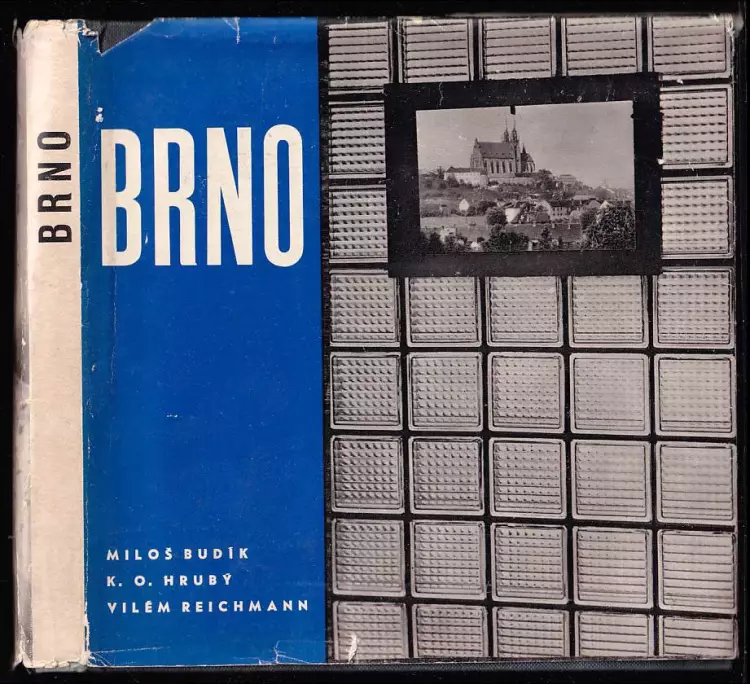 BRNO
BRNO
MILOŠ BUDÍK
K. O. HRUBÝ
VILÉM REICHMANN